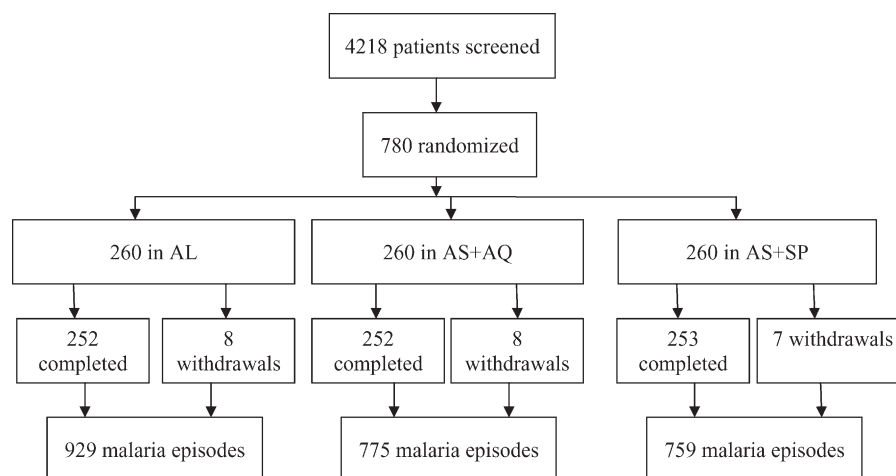 4218 patients screened
780 randomized
260 in AL
260 in AS+AQ
260 in AS+SP
252
completed
8
withdrawals
252
completed
8
withdrawals
253
completed
7 withdrawals
929 malaria episodes
775 malaria episodes
759 malaria episodes